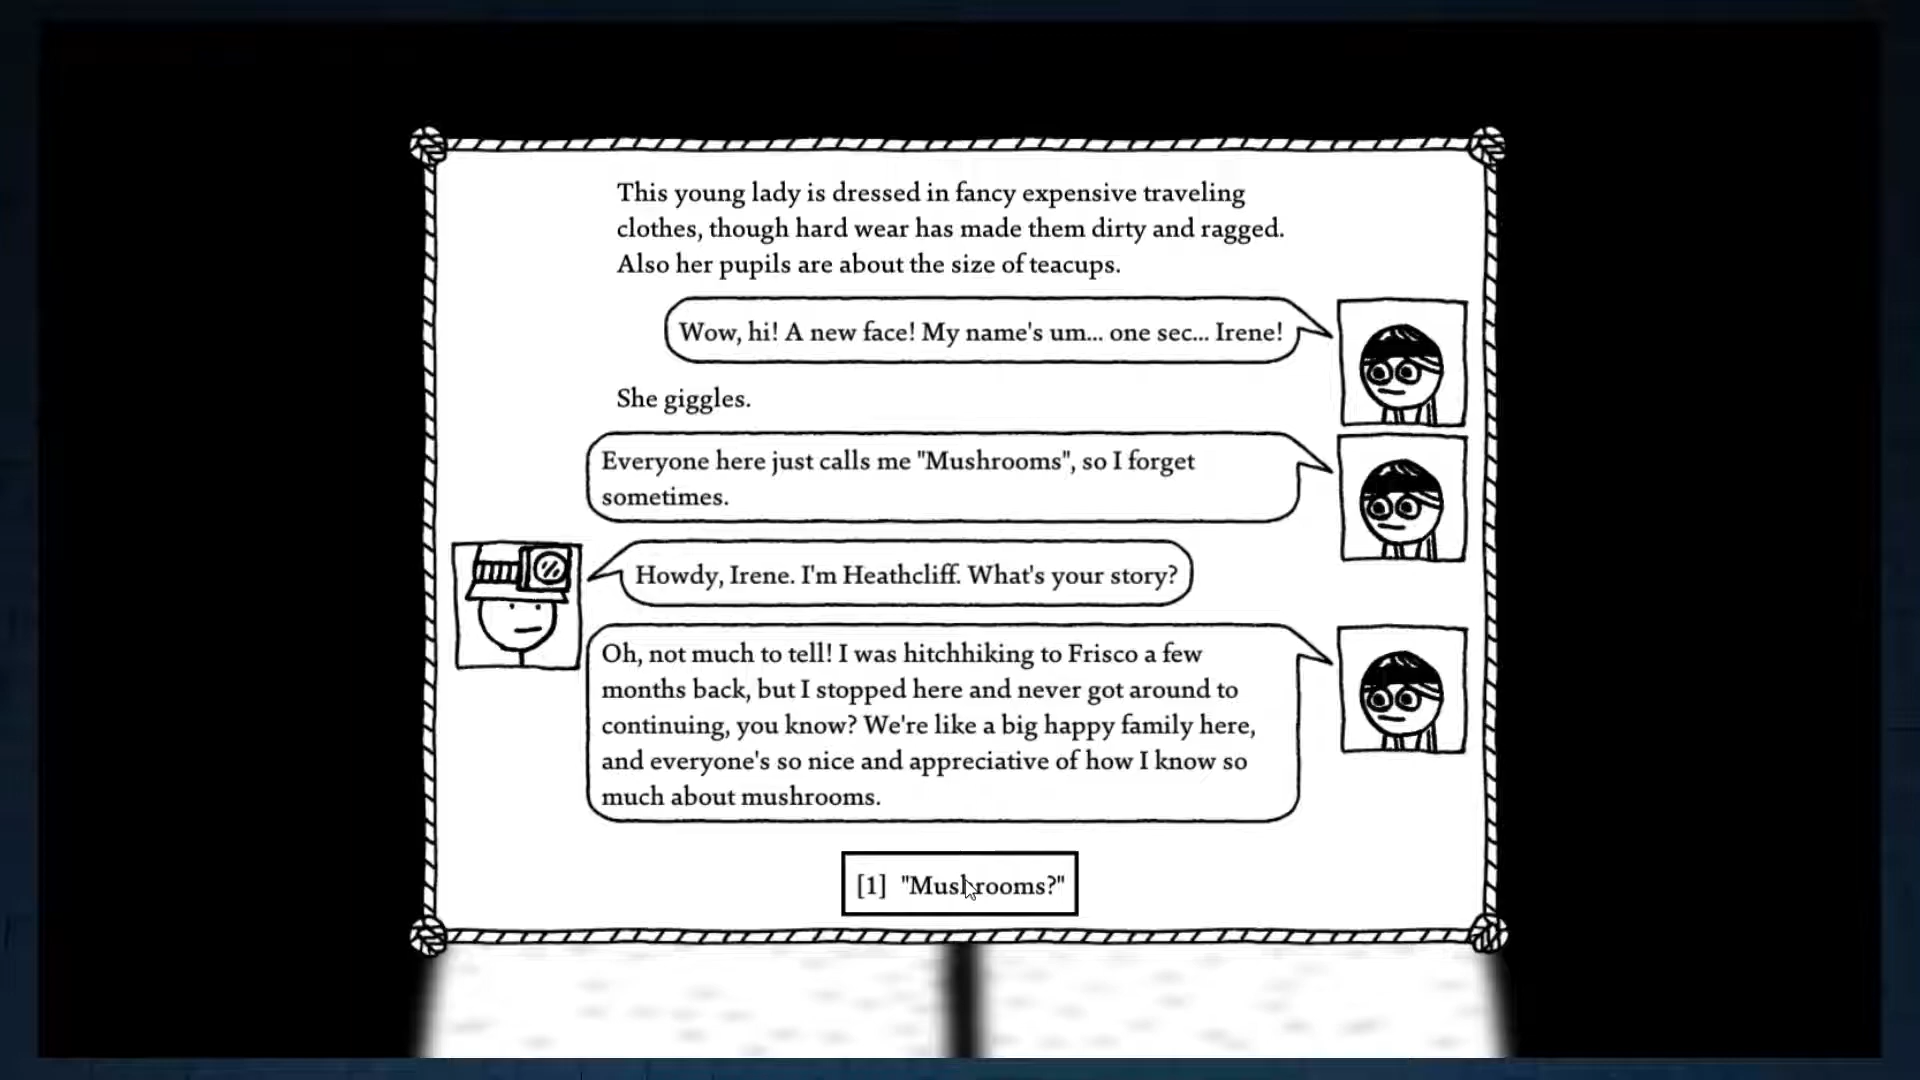 This young lady is dressed in fancy expensive traveling
clothes, though hard wear has made them dirty and ragged.
Also her pupils are about the size of teacups.
Wow, hi! A new face! My name's um... one sec... Irene!
She giggles.
Everyone here just calls me "Mushrooms", so I forget
sometimes.
Howdy, Irene. I'm Heathcliff. What's your story?
Oh, not much to tell! I was hitchhiking to Frisco a few
months back, but I stopped here and never got around to
continuing, you know? We're like a big happy family here,
and everyone's so nice and appreciative of how I know so
much about mushrooms.
[1] "Mushrooms?"